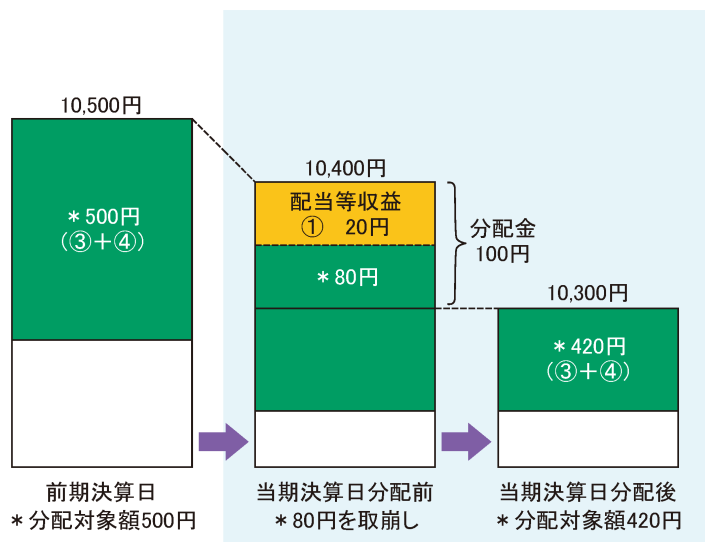 10,500円
＊500円
（③＋④）
前期決算日
＊分配対象額500円
10,400円
配当等収益
① 20円
＊80円
分配金
100円
当期決算日分配前
＊80円を取崩し
10,300円
＊420円
（③＋④）
当期決算日分配後
＊分配対象額420円